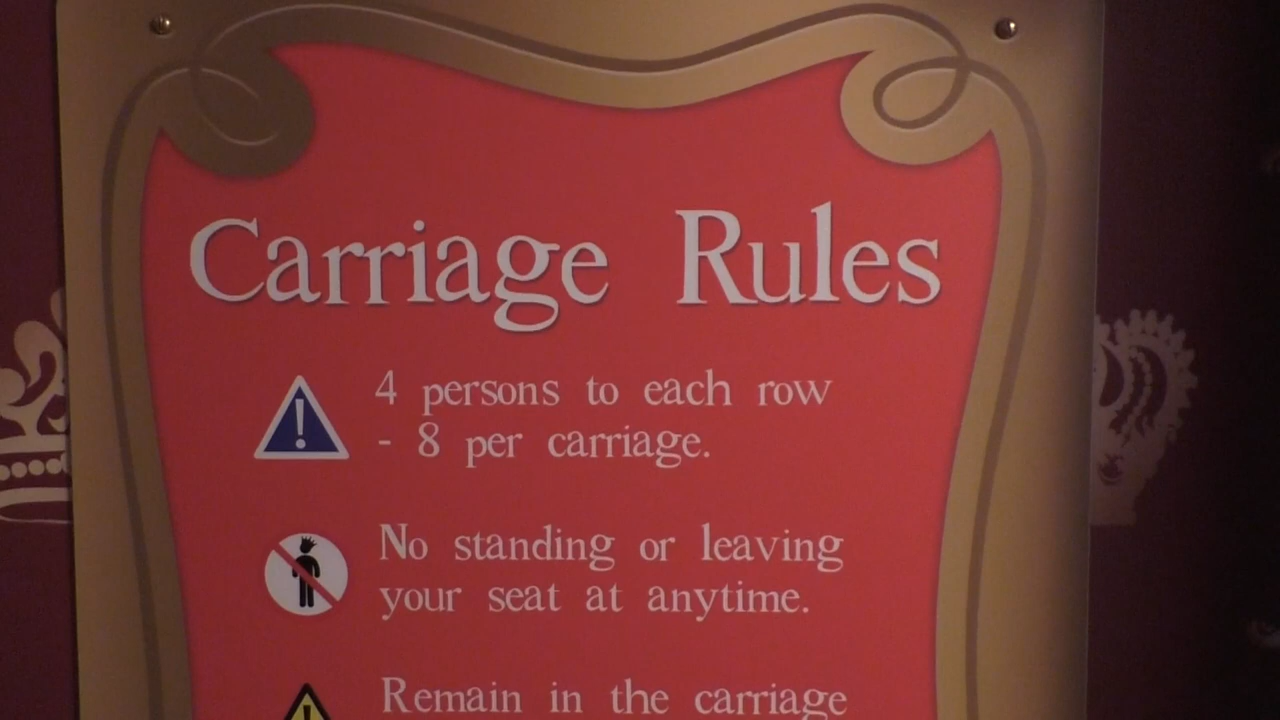 Carriage Rules
4 persons to each row
- 8 per carriage.
No standing or leaving
your seat at anytime.
Remain in the carriage